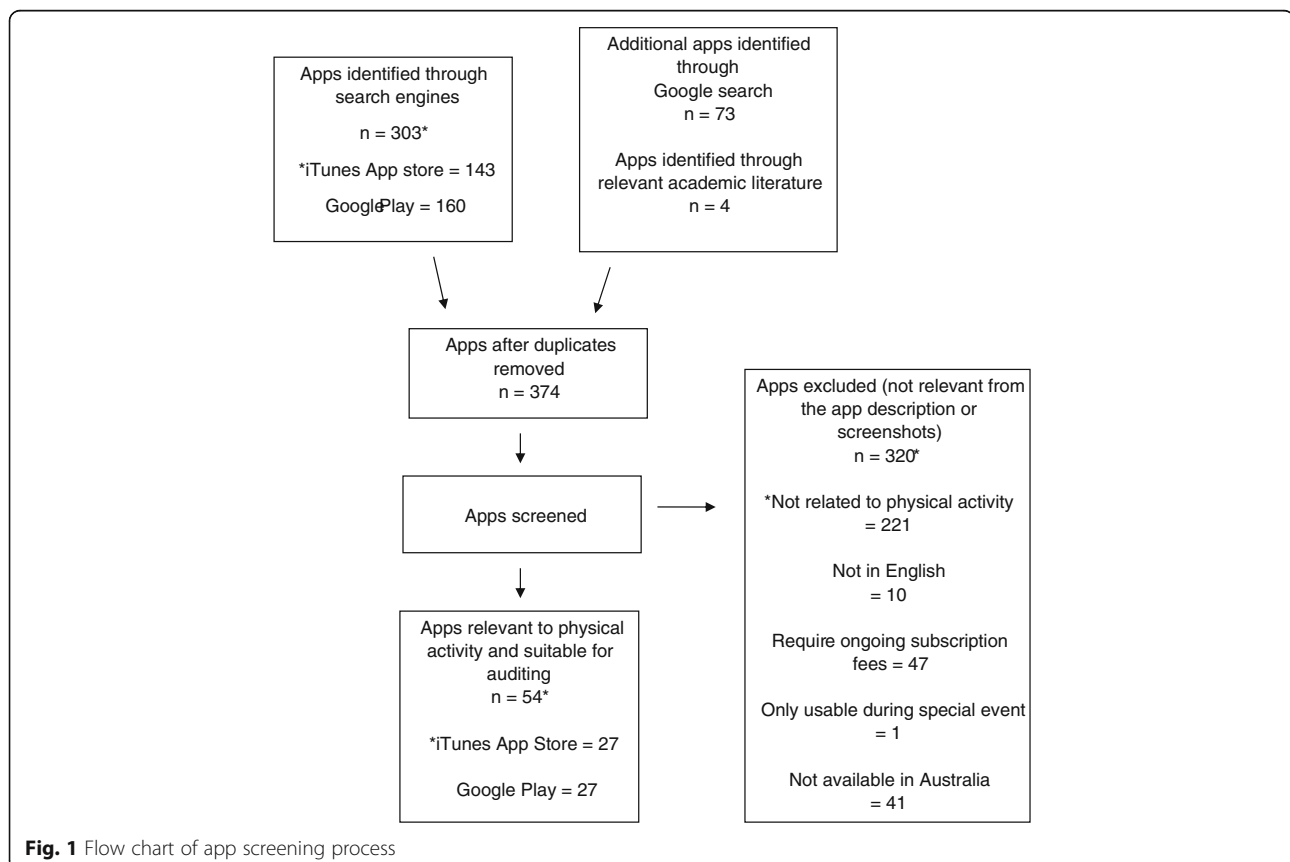 Apps identified through
search engines
n = 303*
*iTunes App store = 143
Google Play = 160
Additional apps identified
through
Google search
n = 73
Apps identified through
relevant academic literature
n = 4
Apps after duplicates
removed
n = 374
Apps screened
Apps excluded (not relevant from
the app description or
screenshots)
n = 320*
*Not related to physical activity
= 221
Not in English
= 10
Require ongoing subscription
fees = 47
Only usable during special event
= 1
Not available in Australia
= 41
Apps relevant to physical
activity and suitable for
auditing
n = 54*
*iTunes App Store = 27
Google Play = 27
Fig. 1 Flow chart of app screening process